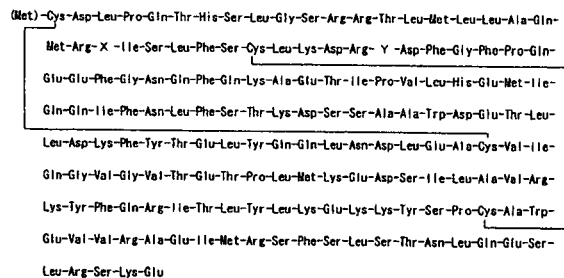 (Met)-Cys-Asp-Leu-Pro-Gln-Thr-His-Ser-Leu-Gly-Ser-Arg-Arg-Thr-Leu-Met-Leu-Leu-Ala-Gln-
Met-Arg-X-Ile-Ser-Leu-Phe-Ser-Cys-Leu-Lys-Asp-Arg-Y-Asp-Phe-Gly-Pho-Pro-Gln-
Glu-Glu-Phe-Gly-Asn-Gln-Phe-Gln-Lys-Ala-Glu-Thr-Ile-Pro-Val-Leu-His-Glu-Met-Ile-
Gln-Gln-Ile-Phe-Asn-Leu-Phe-Ser-Thr-Lys-Asp-Ser-Ser-Ala-Ala-Trp-Asp-Glu-Thr-Leu-
Leu-Asp-Lys-Phe-Tyr-Thr-Glu-Leu-Tyr-Gln-Gln-Leu-Asn-Asp-Leu-Glu-Ala-Cys-Val-Ile-
Gln-Gly-Val-Gly-Val-Thr-Glu-Thr-Pro-Leu-Met-Lys-Glu-Asp-Ser-Ile-Leu-Ala-Val-Arg-
Lys-Tyr-Phe-Gln-Arg-Ile-Thr-Leu-Tyr-Leu-Lys-Glu-Lys-Lys-Tyr-Ser-Pro-Cys-Ala-Trp-
Glu-Val-Val-Arg-Ala-Glu-Ile-Met-Arg-Ser-Phe-Ser-Leu-Ser-Thr-Asn-Leu-Gln-Glu-Ser-
Leu-Arg-Ser-Lys-Glu